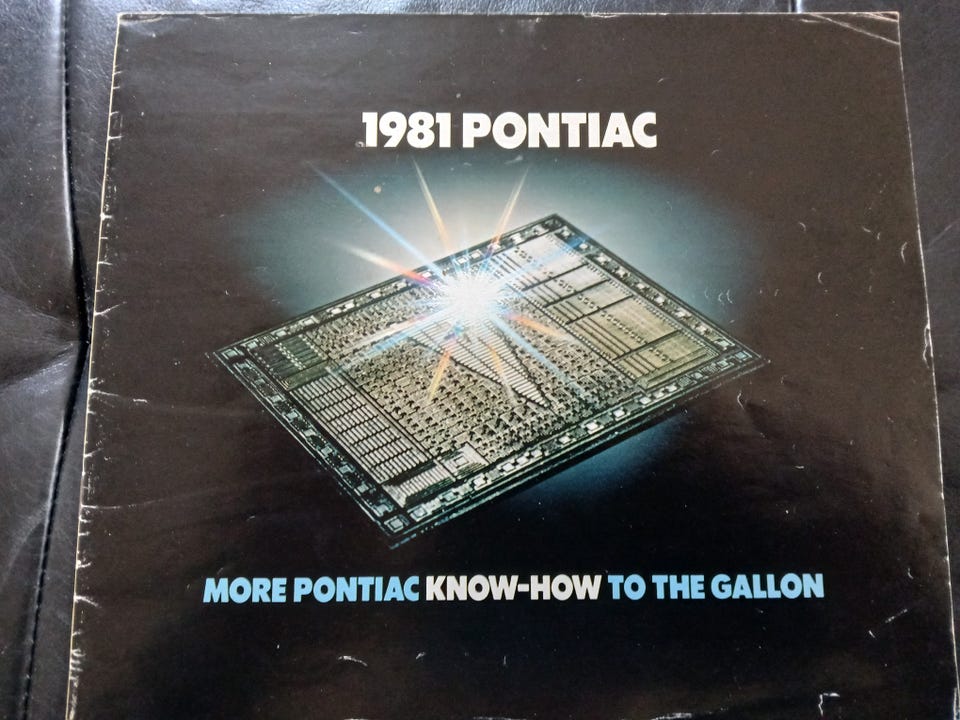 1981 PONTIAC
MORE PONTIAC KNOW-HOW TO THE GALLON